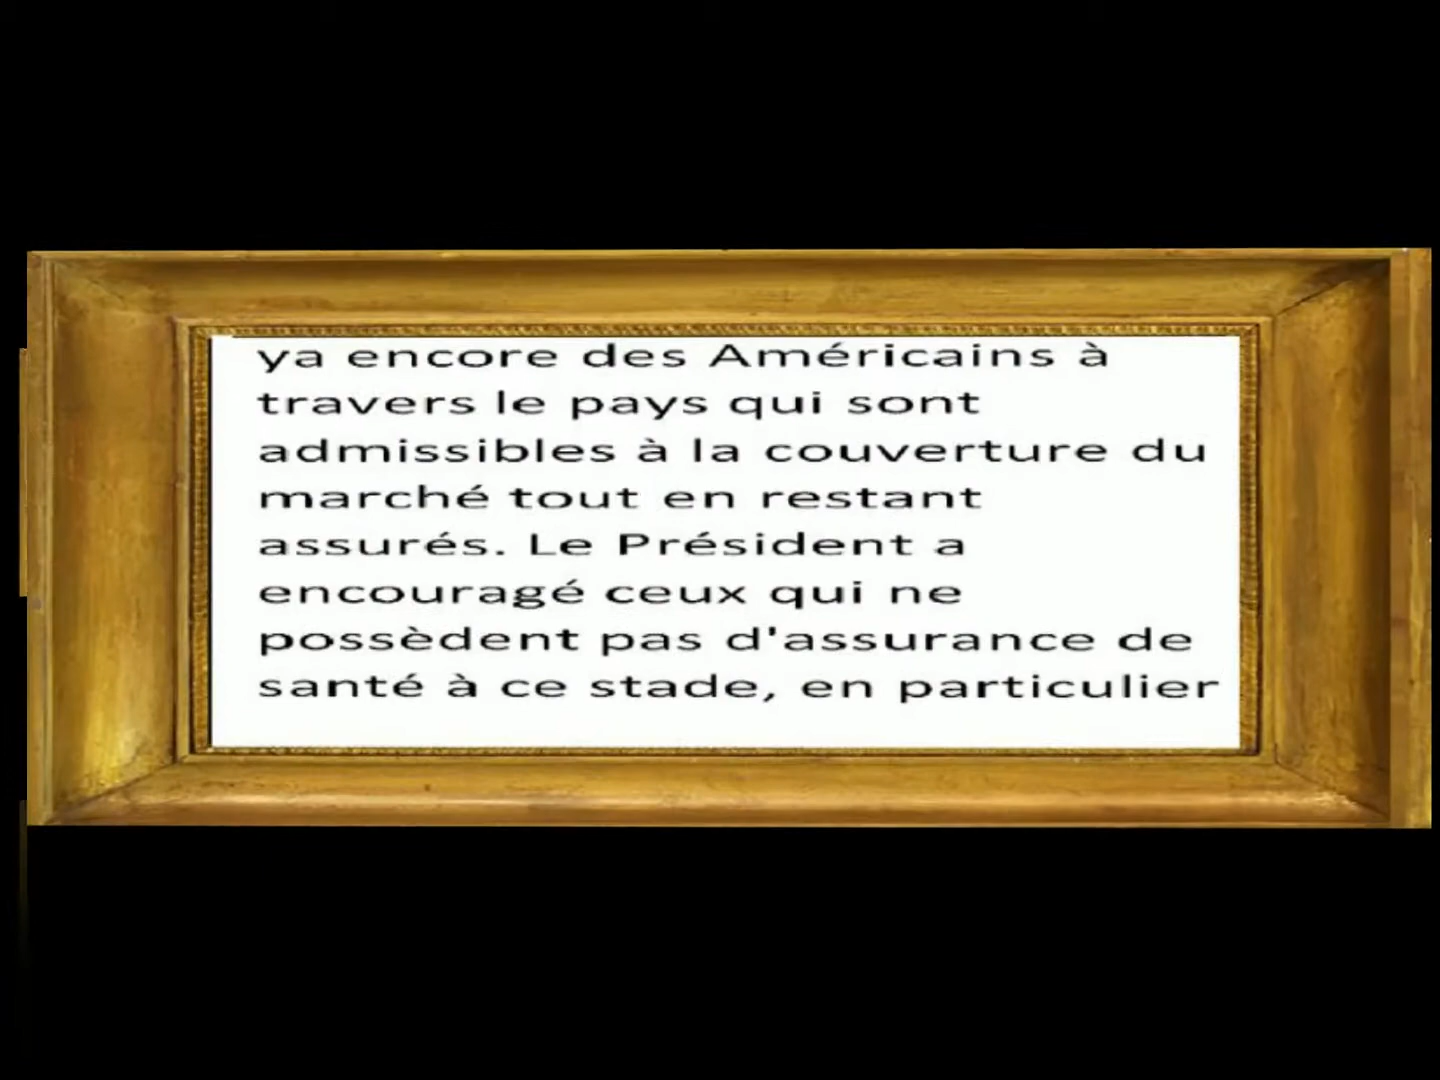 ya encore des Américains à
travers le pays qui sont
admissibles à la couverture du
marché tout en restant
assurés. Le Président a
encouragé ceux qui ne
possèdent pas d'assurance de
santé à ce stade, en particulier